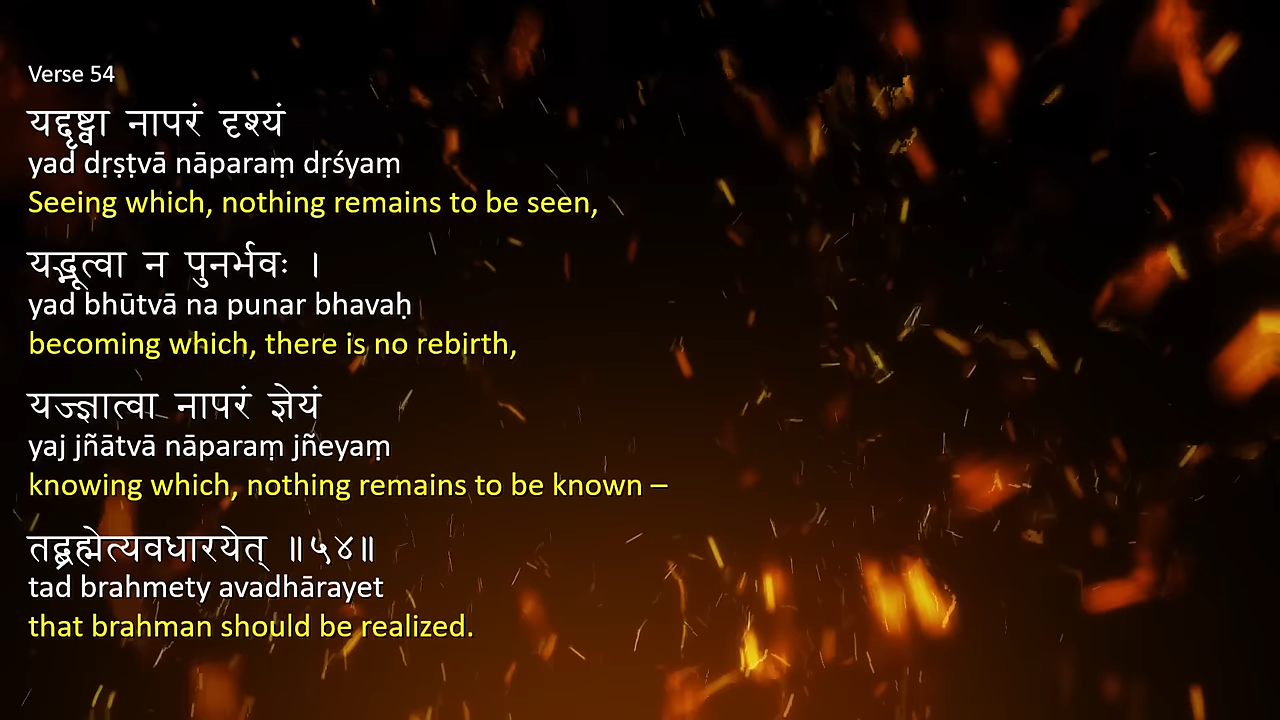 Verse 54
यद्दृष्ट्वा नापरं दृश्यं
yad dṛṣṭvā nāparaṃ dṛśyaṃ
Seeing which, nothing remains to be seen,
यद्भूत्वा न पुनर्भवः ।
yad bhūtvā na punar bhavaḥ
becoming which, there is no rebirth,
यज्ज्ञात्वा नापरं ज्ञेयं
yaj jñātvā nāparaṃ jñeyaṃ
knowing which, nothing remains to be known –
तद्ब्रह्मेत्यवधारयेत् ॥५४॥
tad brahmety avadhārayet
that brahman should be realized.